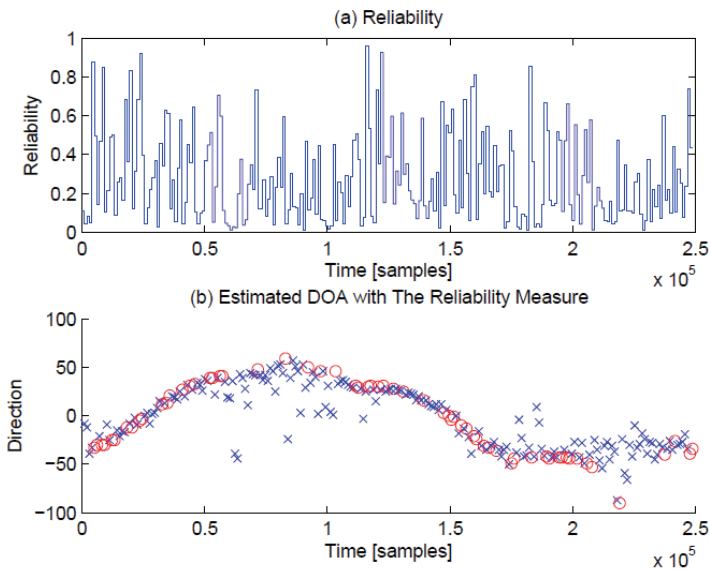 (a) Reliability
1
0.8
0.6
0.4
0.2
0
Reliability
0 0.5 1 1.5 2 2.5
Time [samples]
x 10^5
(b) Estimated DOA with The Reliability Measure
100
50
0
−50
−100
Direction
0 0.5 1 1.5 2 2.5
Time [samples]
x 10^5